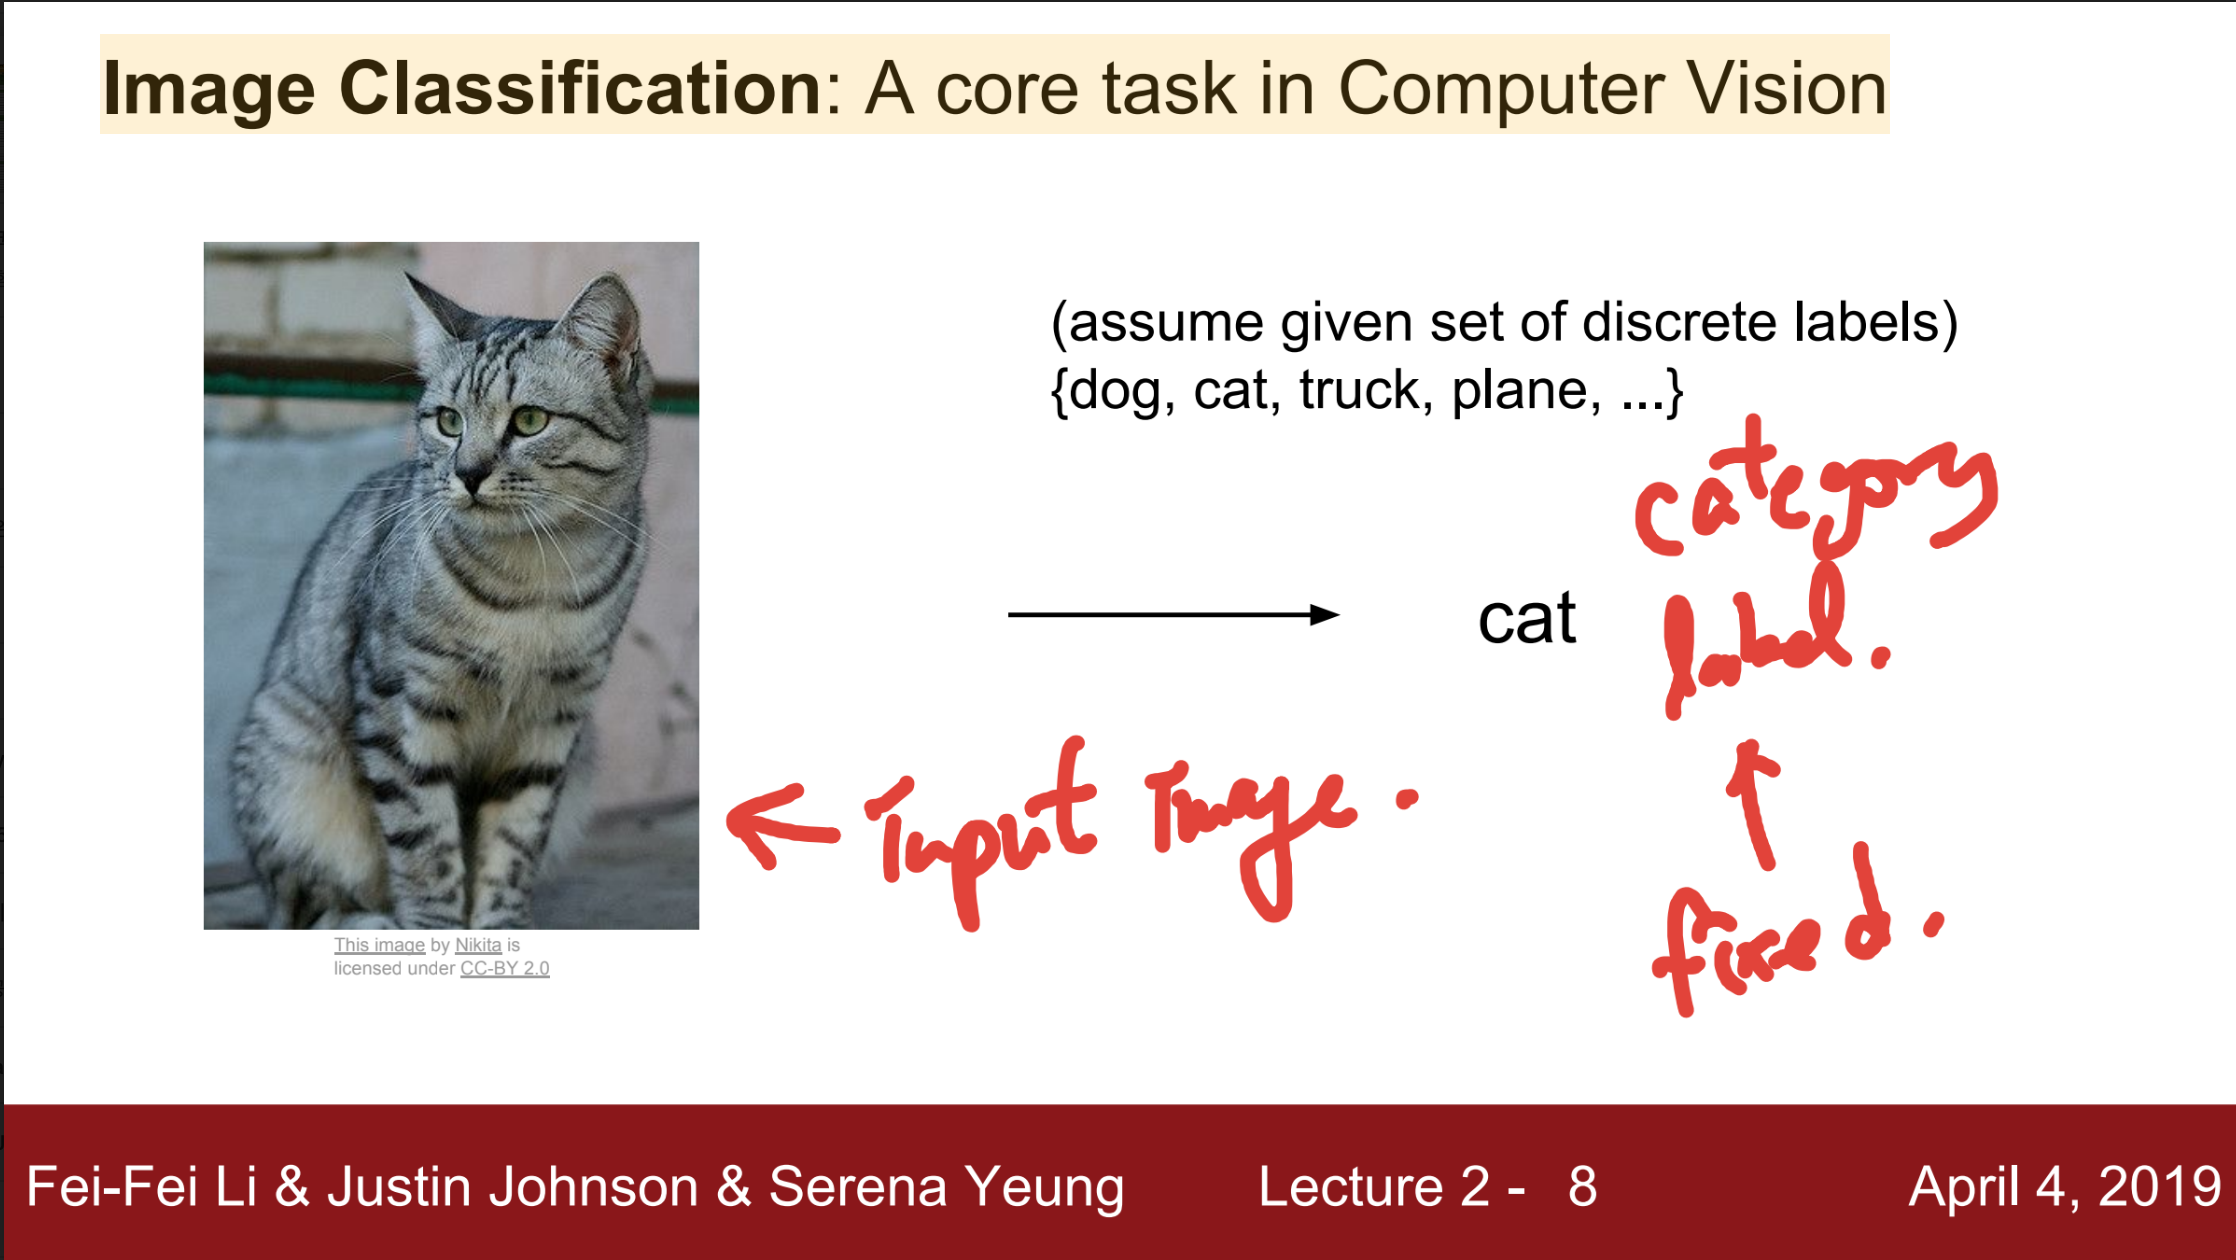 Image Classification: A core task in Computer Vision
(assume given set of discrete labels)
{dog, cat, truck, plane, ...}
category
cat
label.
← Input Image.
fixed.
This image by Nikita is
licensed under CC-BY 2.0
Fei-Fei Li & Justin Johnson & Serena Yeung
Lecture 2 - 8
April 4, 2019